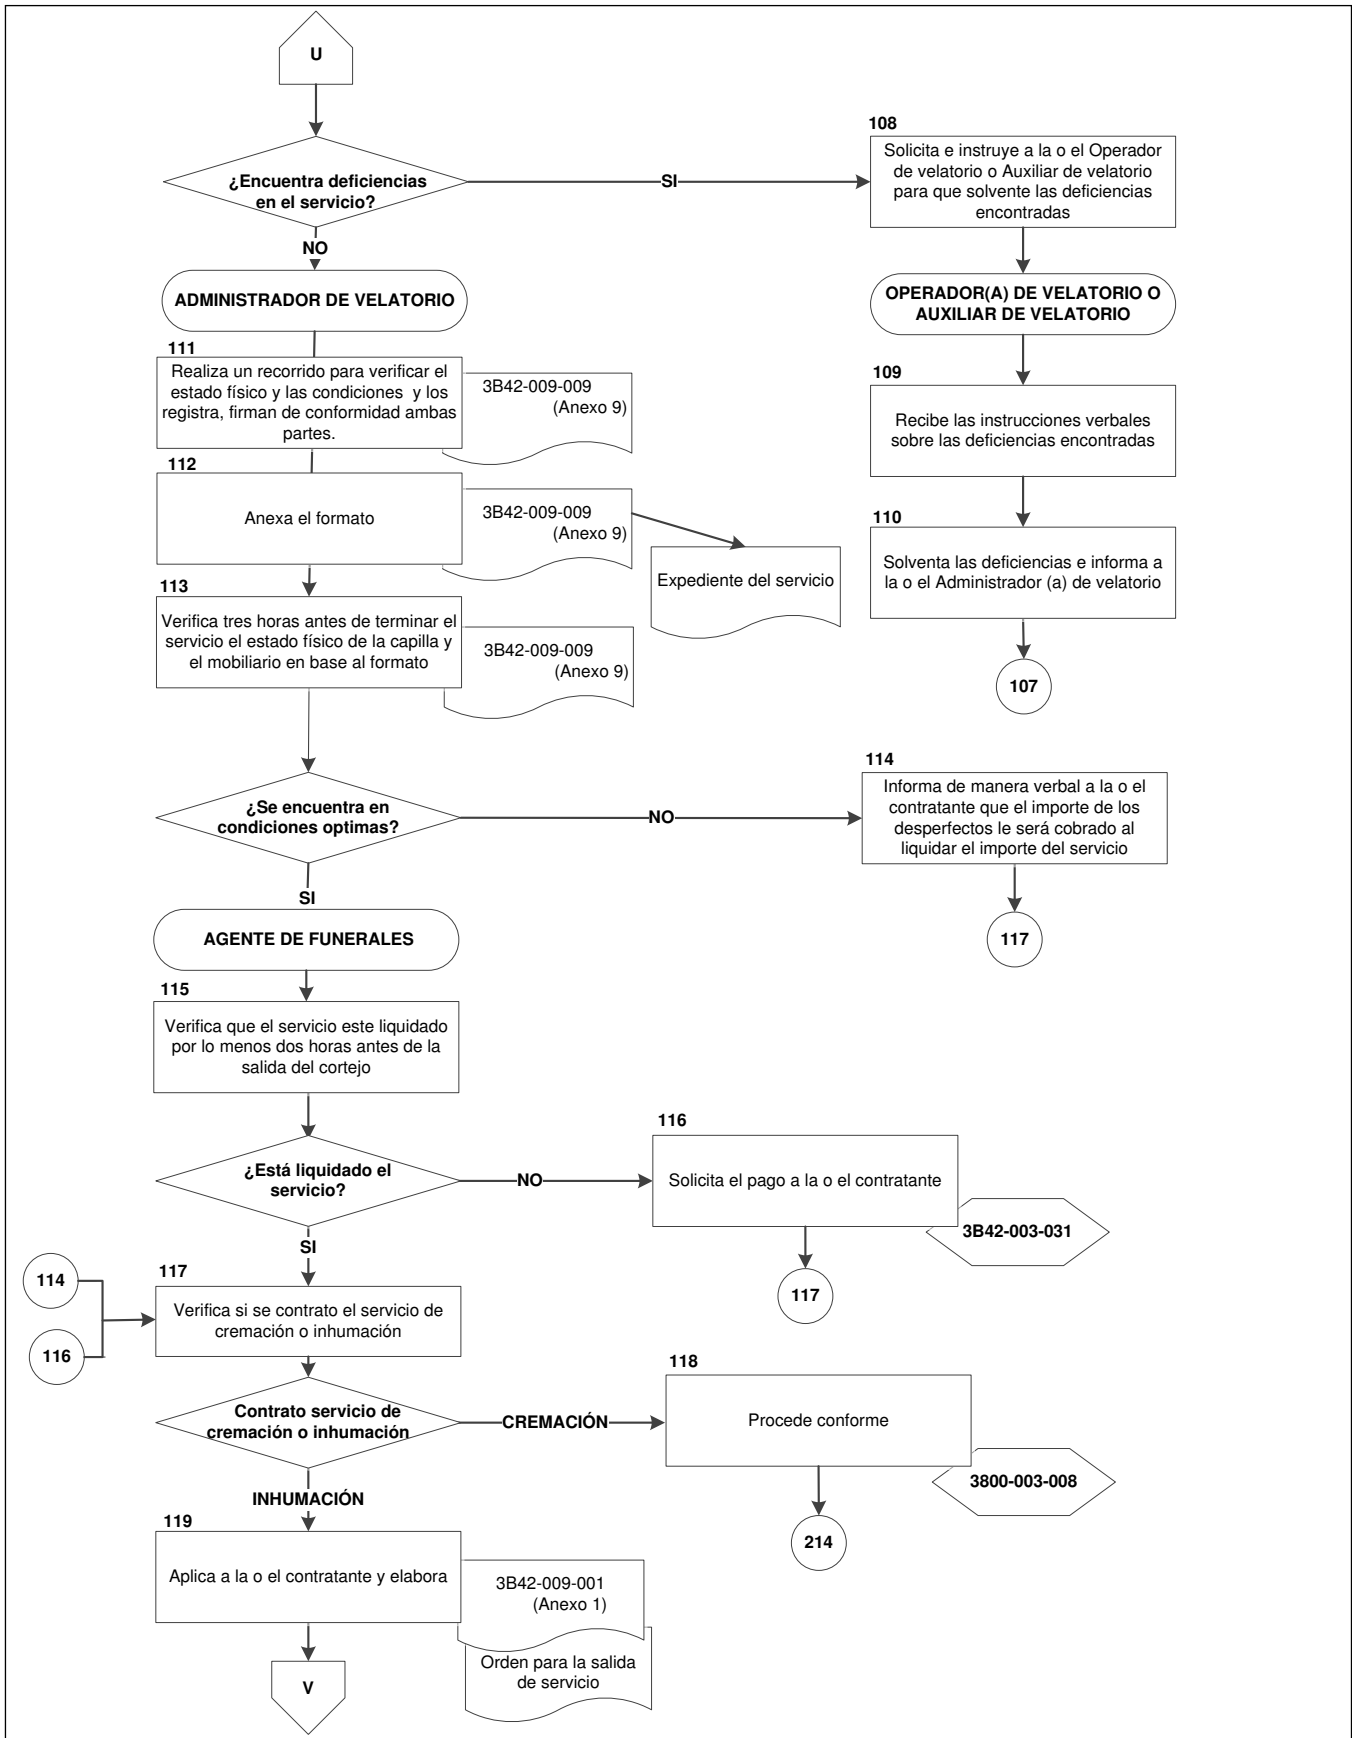 U
¿Encuentra deficiencias
en el servicio?
SI
108
Solicita e instruye a la o el Operador
de velatorio o Auxiliar de velatorio
para que solvente las deficiencias
encontradas
NO
ADMINISTRADOR DE VELATORIO
OPERADOR(A) DE VELATORIO O
AUXILIAR DE VELATORIO
111
Realiza un recorrido para verificar el
estado físico y las condiciones y los
registra, firman de conformidad ambas
partes.
3B42-009-009
(Anexo 9)
109
Recibe las instrucciones verbales
sobre las deficiencias encontradas
112
Anexa el formato
3B42-009-009
(Anexo 9)
Expediente del servicio
110
Solventa las deficiencias e informa a
la o el Administrador (a) de velatorio
107
113
Verifica tres horas antes de terminar el
servicio el estado físico de la capilla y
el mobiliario en base al formato
3B42-009-009
(Anexo 9)
¿Se encuentra en
condiciones optimas?
NO
114
Informa de manera verbal a la o el
contratante que el importe de los
desperfectos le será cobrado al
liquidar el importe del servicio
117
SI
AGENTE DE FUNERALES
115
Verifica que el servicio este liquidado
por lo menos dos horas antes de la
salida del cortejo
¿Está liquidado el
servicio?
NO
116
Solicita el pago a la o el contratante
3B42-003-031
117
SI
114
116
117
Verifica si se contrato el servicio de
cremación o inhumación
Contrato servicio de
cremación o inhumación
CREMACIÓN
118
Procede conforme
3800-003-008
214
INHUMACIÓN
119
Aplica a la o el contratante y elabora
3B42-009-001
(Anexo 1)
Orden para la salida
de servicio
V